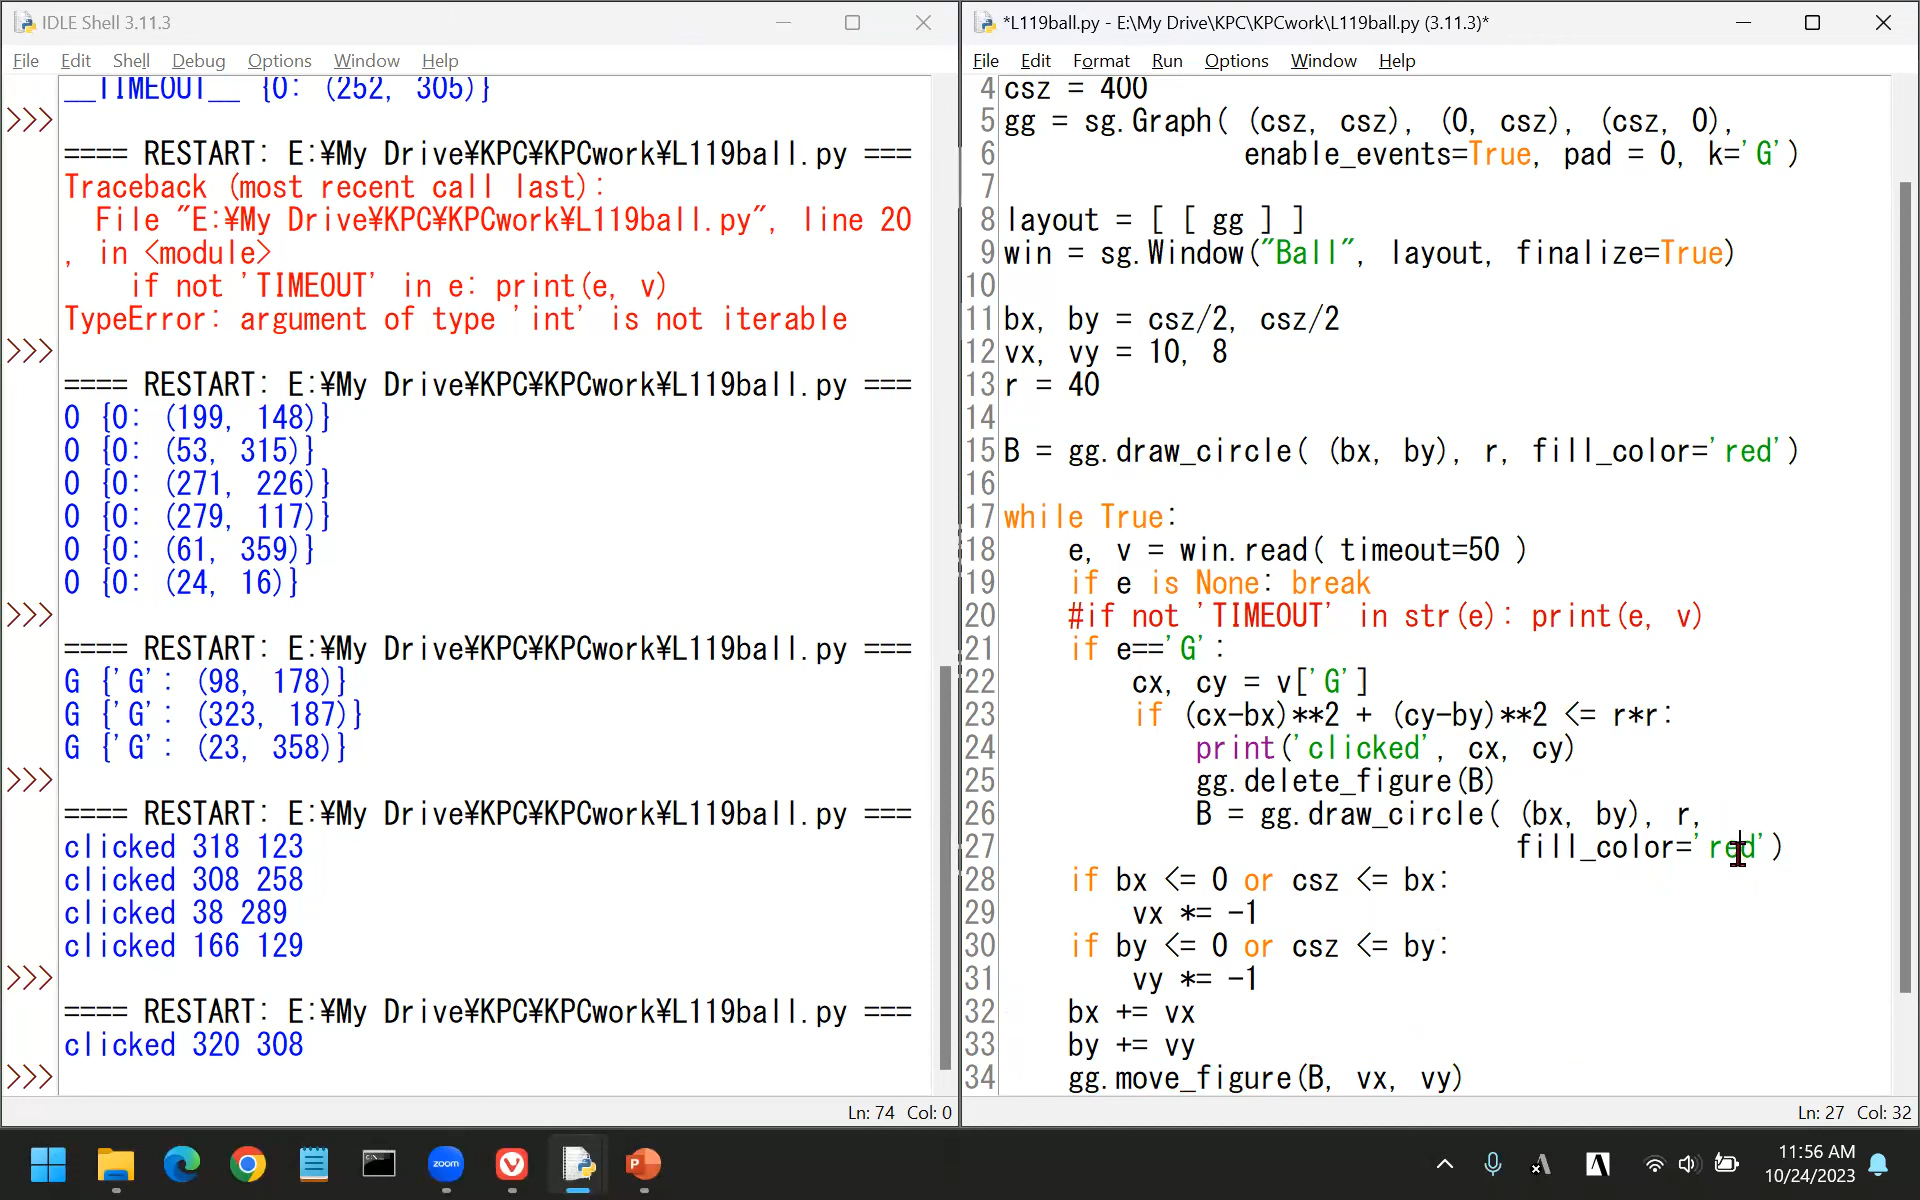 IDLE Shell 3.11.3
File Edit Shell Debug Options Window Help
__TIMEOUT__ {0: (252, 305)}
>>>
==== RESTART: E:¥My Drive¥KPC¥KPCwork¥L119ball.py ===
Traceback (most recent call last):
  File "E:¥My Drive¥KPC¥KPCwork¥L119ball.py", line 20
, in <module>
    if not 'TIMEOUT' in e: print(e, v)
TypeError: argument of type 'int' is not iterable
>>>
==== RESTART: E:¥My Drive¥KPC¥KPCwork¥L119ball.py ===
0 {0: (199, 148)}
0 {0: (53, 315)}
0 {0: (271, 226)}
0 {0: (279, 117)}
0 {0: (61, 359)}
0 {0: (24, 16)}
>>>
==== RESTART: E:¥My Drive¥KPC¥KPCwork¥L119ball.py ===
G {'G': (98, 178)}
G {'G': (323, 187)}
G {'G': (23, 358)}
>>>
==== RESTART: E:¥My Drive¥KPC¥KPCwork¥L119ball.py ===
clicked 318 123
clicked 308 258
clicked 38 289
clicked 166 129
>>>
==== RESTART: E:¥My Drive¥KPC¥KPCwork¥L119ball.py ===
clicked 320 308
>>>
Ln: 74 Col: 0
*L119ball.py - E:\My Drive\KPC\KPCwork\L119ball.py (3.11.3)*
File Edit Format Run Options Window Help
4 csz = 400
5 gg = sg.Graph( (csz, csz), (0, csz), (csz, 0),
6                enable_events=True, pad = 0, k='G')
7
8 layout = [ [ gg ] ]
9 win = sg.Window("Ball", layout, finalize=True)
10
11 bx, by = csz/2, csz/2
12 vx, vy = 10, 8
13 r = 40
14
15 B = gg.draw_circle( (bx, by), r, fill_color='red')
16
17 while True:
18     e, v = win.read( timeout=50 )
19     if e is None: break
20     #if not 'TIMEOUT' in str(e): print(e, v)
21     if e=='G':
22         cx, cy = v['G']
23         if (cx-bx)**2 + (cy-by)**2 <= r*r:
24             print('clicked', cx, cy)
25             gg.delete_figure(B)
26             B = gg.draw_circle( (bx, by), r,
27                                 fill_color='red')
28     if bx <= 0 or csz <= bx:
29         vx *= -1
30     if by <= 0 or csz <= by:
31         vy *= -1
32     bx += vx
33     by += vy
34     gg.move_figure(B, vx, vy)
Ln: 27 Col: 32
zoom
11:56 AM
10/24/2023